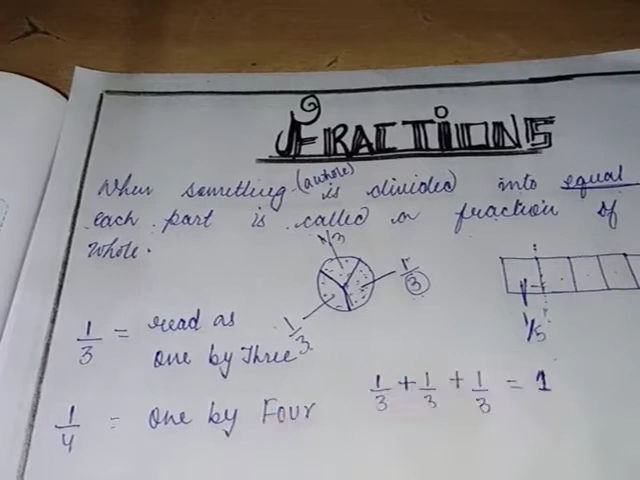 FRACTIONS
When something (a whole) is divided into equal
each part is called a fraction of
whole.
1/3
1/3
1/3
1/5
1/3 = read as
one by Three
1/3 + 1/3 + 1/3 = 1
1/4 = one by Four